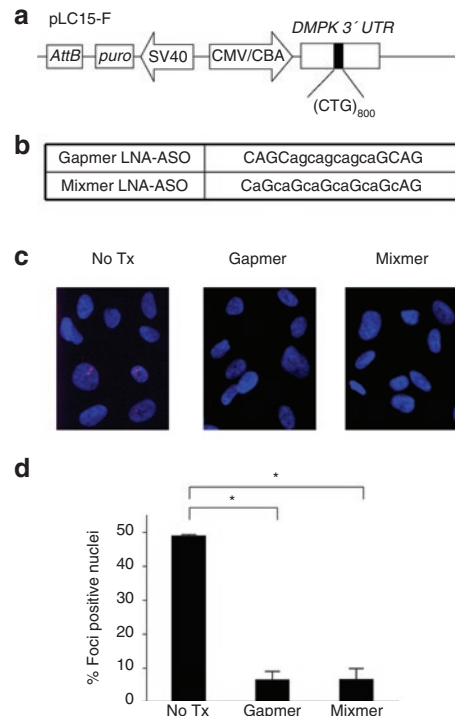 a
pLC15-F
DMPK 3´ UTR
AttB puro SV40 CMV/CBA
(CTG)800
b
Gapmer LNA-ASO CAGCagcagcagcaGCAG
Mixmer LNA-ASO CaGcaGcaGcaGcaGcAG
c
No Tx Gapmer Mixmer
d
*
*
% Foci positive nuclei
50
40
30
20
10
0
No Tx Gapmer Mixmer